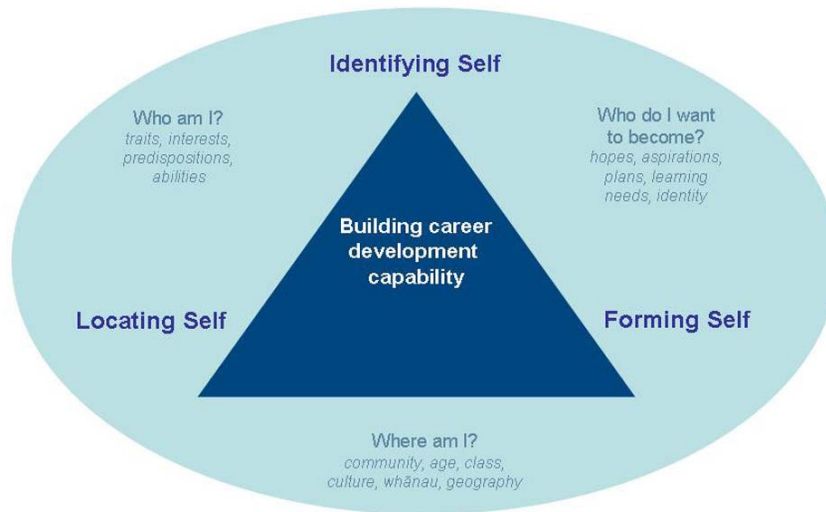 Identifying Self
Who am I?
traits, interests,
predispositions,
abilities
Who do I want
to become?
hopes, aspirations,
plans, learning
needs, identity
Building career
development
capability
Locating Self
Forming Self
Where am I?
community, age, class,
culture, whānau, geography